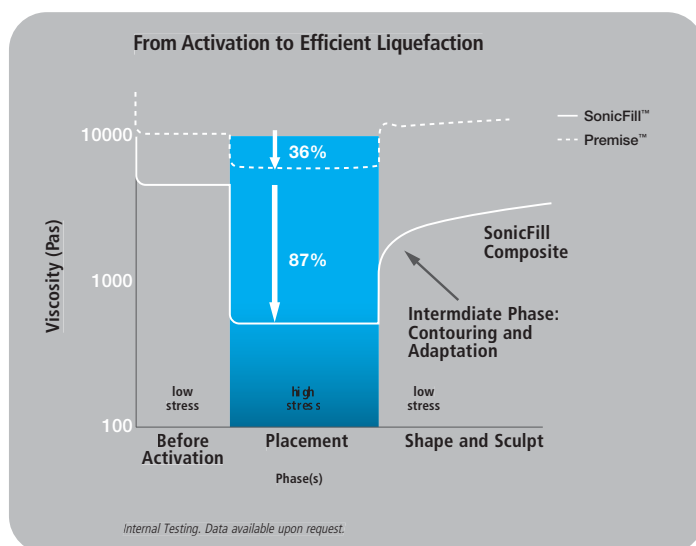 From Activation to Efficient Liquefaction
SonicFill™
Premise™
10000
36%
87%
SonicFill
Composite
Viscosity (Pas)
1000
Intermdiate Phase:
Contouring and
Adaptation
low
stress
high
stress
low
stress
100
Before
Activation
Placement
Shape and Sculpt
Phase(s)
Internal Testing. Data available upon request.